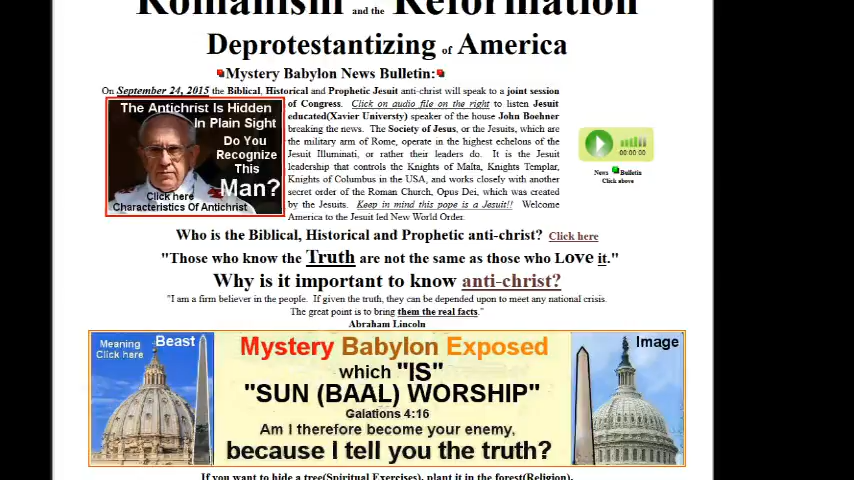 Romanism and the Reformation
Deprotestantizing of America
Mystery Babylon News Bulletin:
On September 24, 2015 the Biblical, Historical and Prophetic Jesuit anti-christ will speak to a joint session
of Congress. Click on audio file on the right to listen Jesuit
educated(Xavier Universty) speaker of the house John Boehner
breaking the news. The Society of Jesus, or the Jesuits, which are
the military arm of Rome, operate in the highest echelons of the
Jesuit Illuminati, or rather their leaders do. It is the Jesuit
leadership that controls the Knights of Malta, Knights Templar,
Knights of Columbus in the USA, and works closely with another
secret order of the Roman Church, Opus Dei, which was created
by the Jesuits. Keep in mind this pope is a Jesuit!! Welcome
America to the Jesuit led New World Order.
The Antichrist Is Hidden
In Plain Sight
Do You
Recognize
This
Man?
Click here
Characteristics Of Antichrist
00:00:00
News Bulletin
Click above
Who is the Biblical, Historical and Prophetic anti-christ? Click here
"Those who know the Truth are not the same as those who Love it."
Why is it important to know anti-christ?
"I am a firm believer in the people. If given the truth, they can be depended upon to meet any national crisis.
The great point is to bring them the real facts."
Abraham Lincoln
Meaning
Click here
Beast
Mystery Babylon Exposed
which "IS"
"SUN (BAAL) WORSHIP"
Galations 4:16
Am I therefore become your enemy,
because I tell you the truth?
Image
If you want to hide a tree(Spiritual Exercises), plant it in the forest(Religion).